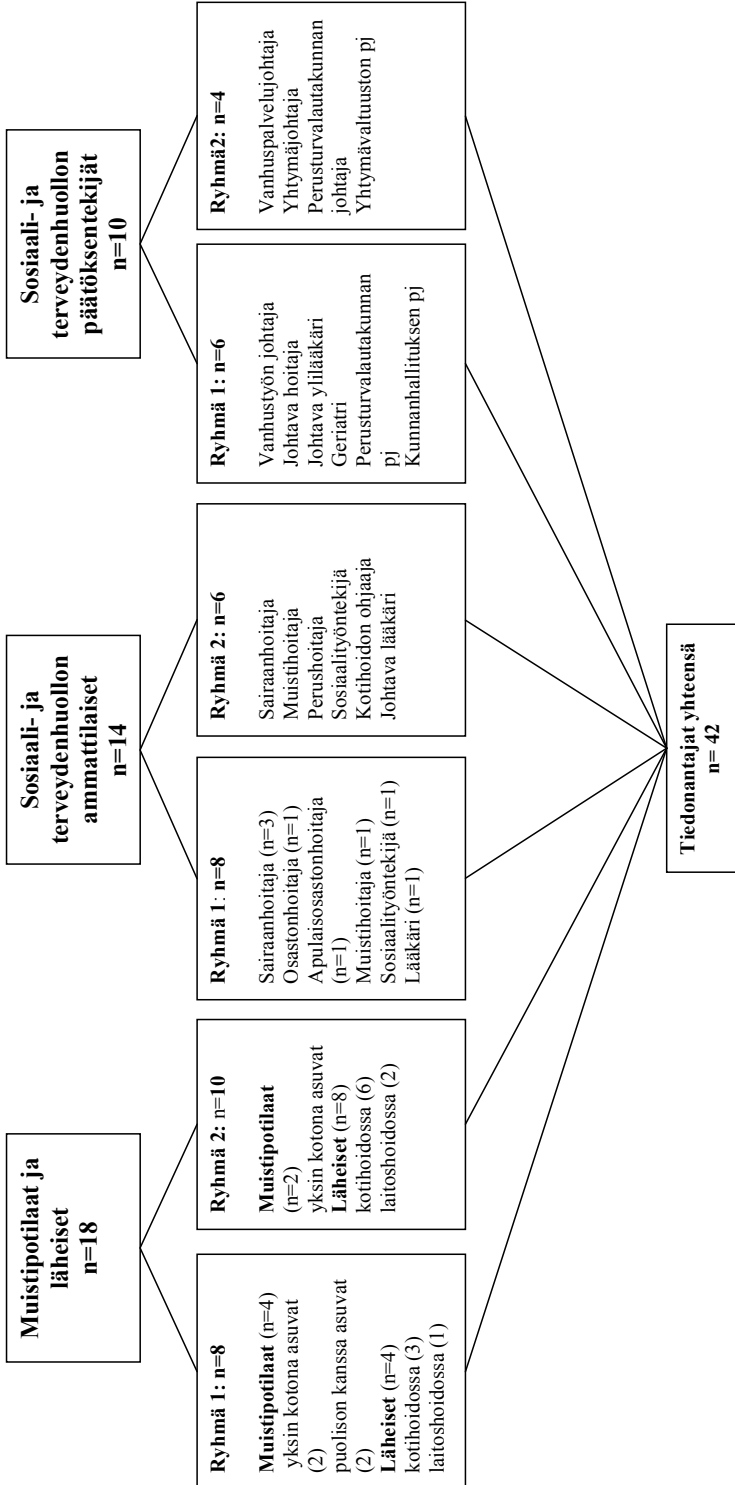 Muistipotilaat ja
läheiset
n=18
Ryhmä 1: n=8
Muistipotilaat (n=4)
yksin kotona asuvat
(2)
puolison kanssa asuvat
(2)
Läheiset (n=4)
kotihoidossa (3)
laitoshoidossa (1)
Ryhmä 2: n=10
Muistipotilaat
(n=2)
yksin kotona asuvat
Läheiset (n=8)
kotihoidossa (6)
laitoshoidossa (2)
Sosiaali- ja
terveydenhuollon
ammattilaiset
n=14
Ryhmä 1: n=8
Sairaanhoitaja (n=3)
Osastonhoitaja (n=1)
Apulaisosastonhoitaja
(n=1)
Muistihoitaja (n=1)
Sosiaalityöntekijä (n=1)
Lääkäri (n=1)
Ryhmä 2: n=6
Sairaanhoitaja
Muistihoitaja
Perushoitaja
Sosiaalityöntekijä
Kotihoidon ohjaaja
Johtava lääkäri
Sosiaali- ja
terveydenhuollon
päätöksentekijät
n=10
Ryhmä 1: n=6
Vanhustyön johtaja
Johtava hoitaja
Johtava ylilääkäri
Geriatri
Perusturvalautakunnan
pj
Kunnanhallituksen pj
Ryhmä2: n=4
Vanhuspalvelujohtaja
Yhtymäjohtaja
Perusturvalautakunnan
johtaja
Yhtymävaltuuston pj
Tiedonantajat yhteensä
n= 42